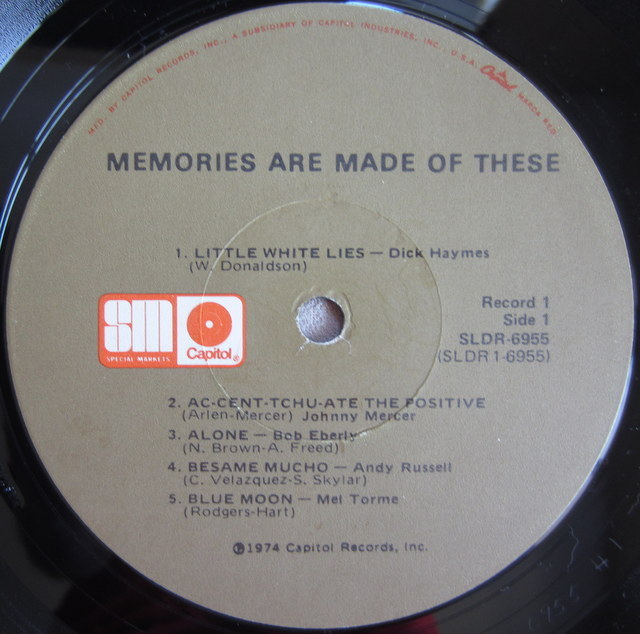 MFD. BY CAPITOL RECORDS, INC., A SUBSIDIARY OF CAPITOL INDUSTRIES, INC., U.S.A. Capitol MARCA REG.
MEMORIES ARE MADE OF THESE
1. LITTLE WHITE LIES — Dick Haymes
(W. Donaldson)
SM
SPECIAL MARKETS
Capitol®
Record 1
Side 1
SLDR-6955
(SLDR 1-6955)
2. AC-CENT-TCHU-ATE THE POSITIVE
(Arlen-Mercer) Johnny Mercer
3. ALONE — Bob Eberly
(N. Brown-A. Freed)
4. BESAME MUCHO — Andy Russell
(C. Velazquez-S. Skylar)
5. BLUE MOON — Mel Torme
(Rodgers-Hart)
℗1974 Capitol Records, Inc.